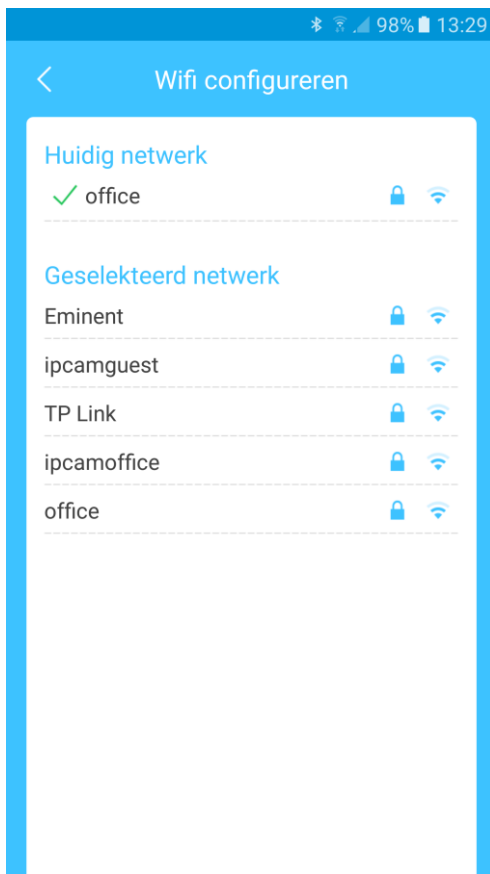 98% 13:29
Wifi configureren
Huidig netwerk
office
Geselekteerd netwerk
Eminent
ipcamguest
TP Link
ipcamoffice
office